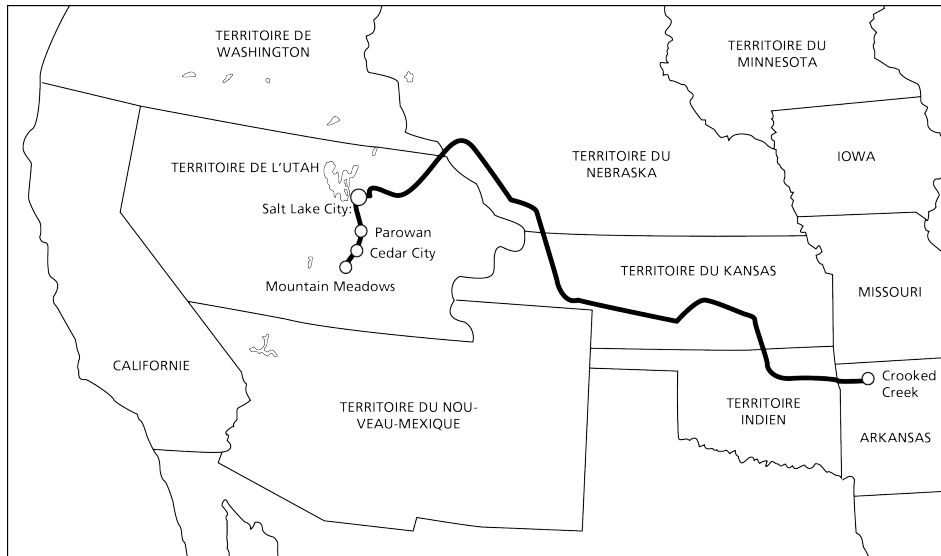 TERRITOIRE DE
WASHINGTON
TERRITOIRE DU
MINNESOTA
TERRITOIRE DE L'UTAH
TERRITOIRE DU
NEBRASKA
IOWA
Salt Lake City:
Parowan
Cedar City
Mountain Meadows
TERRITOIRE DU KANSAS
MISSOURI
CALIFORNIE
Crooked
Creek
TERRITOIRE DU NOU-
VEAU-MEXIQUE
TERRITOIRE
INDIEN
ARKANSAS